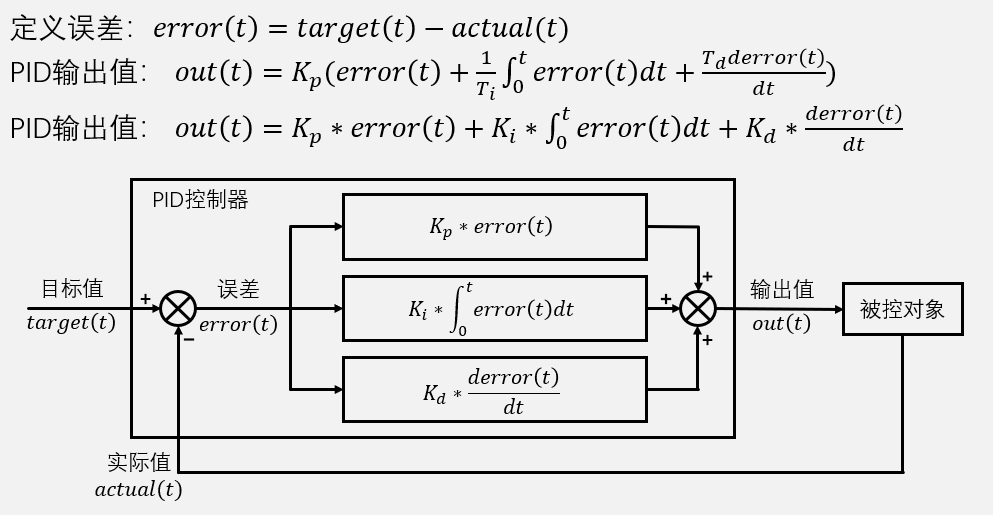 定义误差：error(t) = target(t) − actual(t)
PID输出值： out(t) = K_p(error(t) + \frac{1}{T_i}∫_0^t error(t)dt + \frac{T_d derror(t)}{dt})
PID输出值： out(t) = K_p * error(t) + K_i * ∫_0^t error(t)dt + K_d * \frac{derror(t)}{dt}
PID控制器
K_p * error(t)
目标值
target(t)
+
−
误差
error(t)
K_i * ∫_0^t error(t)dt
+
+
+
输出值
out(t)
被控对象
K_d * \frac{derror(t)}{dt}
实际值
actual(t)